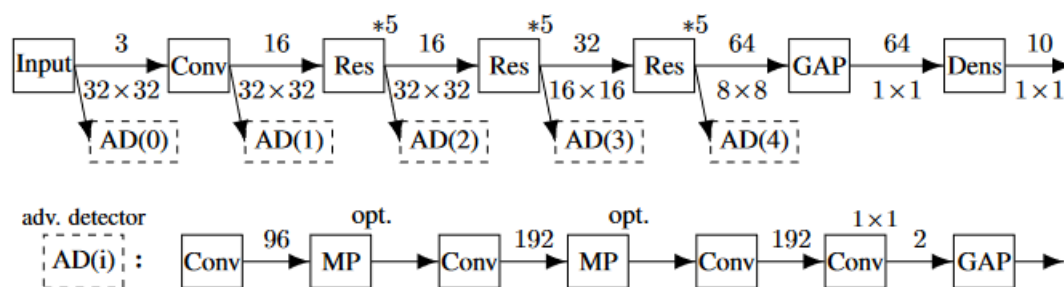 *5 *5 *5
3 16 16 32 64 64 10
Input Conv Res Res Res GAP Dens
32×32 32×32 32×32 16×16 8×8 1×1 1×1
AD(0) AD(1) AD(2) AD(3) AD(4)
adv. detector opt. opt. 1×1
96 192 192 2
AD(i) : Conv MP Conv MP Conv Conv GAP